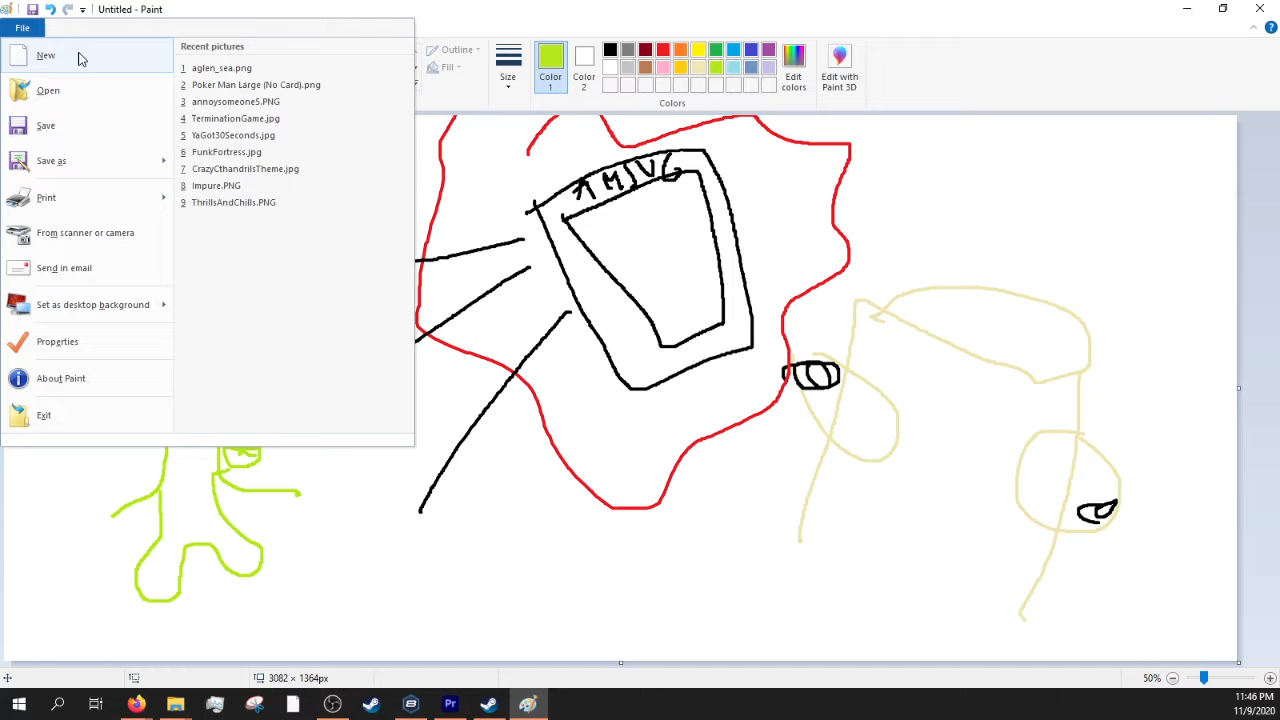 Untitled - Paint
File
New
Open
Save
Save as
Print
From scanner or camera
Send in email
Set as desktop background
Properties
About Paint
Exit
Recent pictures
1 aglen_sea.png
2 Poker Man Large (No Card).png
3 annoysomeone5.PNG
4 TerminationGame.jpg
5 YaGot30Seconds.jpg
6 FunkFortress.jpg
7 CrazyCthandrilsTheme.jpg
8 Impure.PNG
9 ThrillsAndChills.PNG
Outline
Fill
Size
Color
1
Color
2
Edit
colors
Edit with
Paint 3D
Colors
3082 × 1364px
50%
11:46 PM
11/9/2020